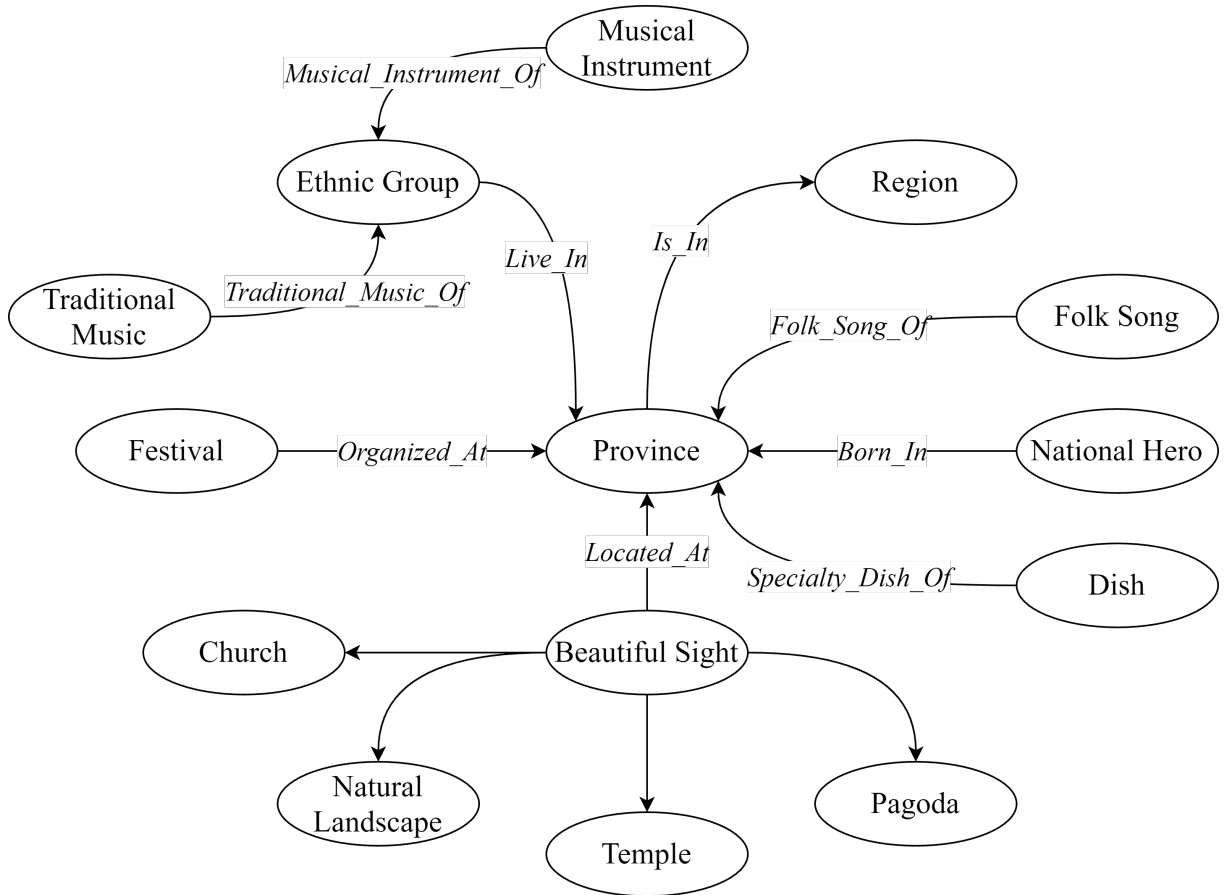 Musical
Instrument
Musical_Instrument_Of
Ethnic Group
Region
Is_In
Live_In
Traditional_Music_Of
Traditional
Music
Folk_Song_Of
Folk Song
Festival
Organized_At
Province
Born_In
National Hero
Located_At
Specialty_Dish_Of
Dish
Church
Beautiful Sight
Natural
Landscape
Pagoda
Temple